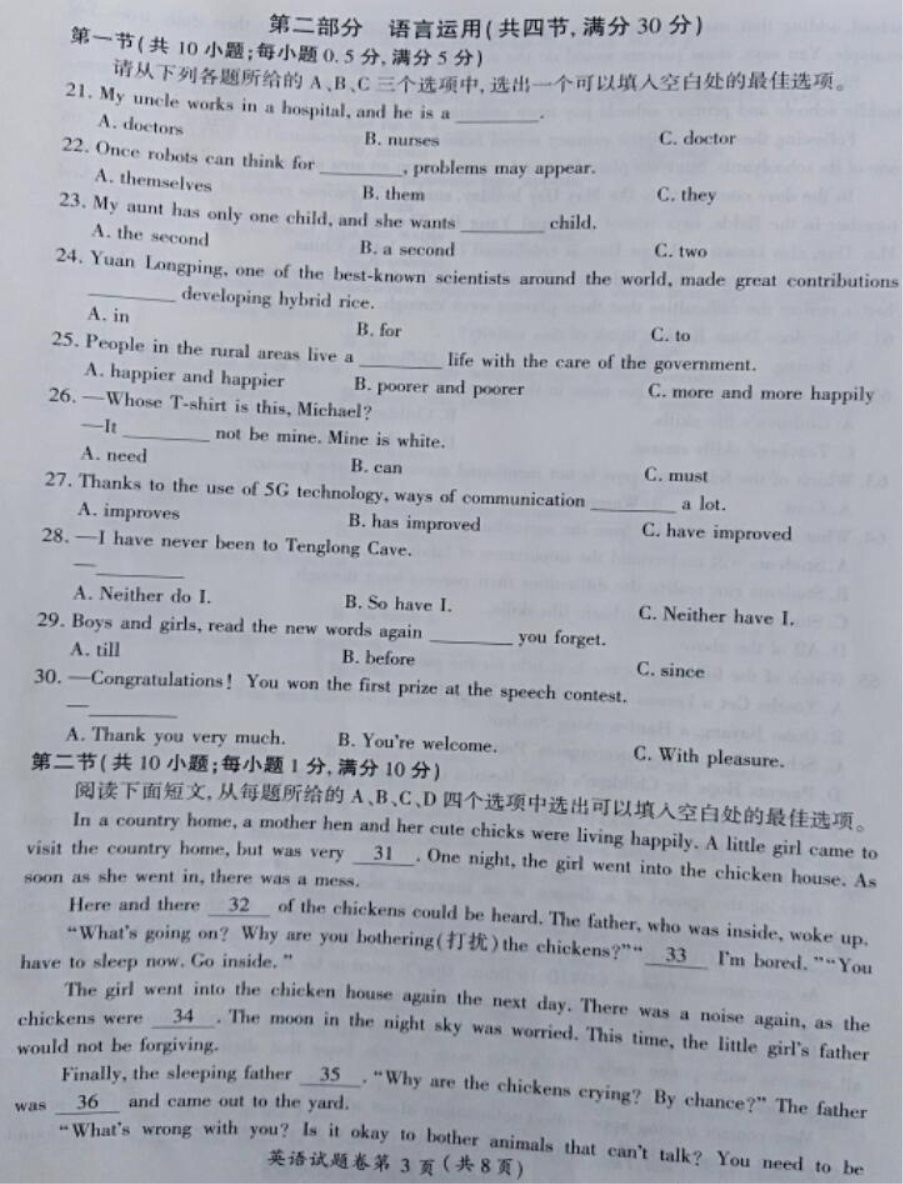 第二部分 语言运用(共四节,满分 30 分)
第一节(共 10 小题;每小题 0.5 分,满分 5 分)
请从下列各题所给的 A、B、C 三个选项中,选出一个可以填入空白处的最佳选项。
21. My uncle works in a hospital, and he is a ________.
A. doctors B. nurses C. doctor
22. Once robots can think for ________, problems may appear.
A. themselves B. them C. they
23. My aunt has only one child, and she wants ________ child.
A. the second B. a second C. two
24. Yuan Longping, one of the best-known scientists around the world, made great contributions
________ developing hybrid rice.
A. in B. for C. to
25. People in the rural areas live a ________ life with the care of the government.
A. happier and happier B. poorer and poorer C. more and more happily
26. —Whose T-shirt is this, Michael?
—It ________ not be mine. Mine is white.
A. need B. can C. must
27. Thanks to the use of 5G technology, ways of communication ________ a lot.
A. improves B. has improved C. have improved
28. —I have never been to Tenglong Cave.
—________
A. Neither do I. B. So have I. C. Neither have I.
29. Boys and girls, read the new words again ________ you forget.
A. till B. before C. since
30. —Congratulations! You won the first prize at the speech contest.
—________
A. Thank you very much. B. You're welcome. C. With pleasure.
第二节(共 10 小题;每小题 1 分,满分 10 分)
阅读下面短文,从每题所给的 A、B、C、D 四个选项中选出可以填入空白处的最佳选项。
In a country home, a mother hen and her cute chicks were living happily. A little girl came to
visit the country home, but was very 31 . One night, the girl went into the chicken house. As
soon as she went in, there was a mess.
Here and there 32 of the chickens could be heard. The father, who was inside, woke up.
“What's going on? Why are you bothering(打扰)the chickens?”“ 33 I'm bored. ”“You
have to sleep now. Go inside. ”
The girl went into the chicken house again the next day. There was a noise again, as the
chickens were 34 . The moon in the night sky was worried. This time, the little girl's father
would not be forgiving.
Finally, the sleeping father 35 . “Why are the chickens crying? By chance?” The father
was 36 and came out to the yard.
“What's wrong with you? Is it okay to bother animals that can't talk? You need to be
英语试题卷第 3 页(共 8 页)